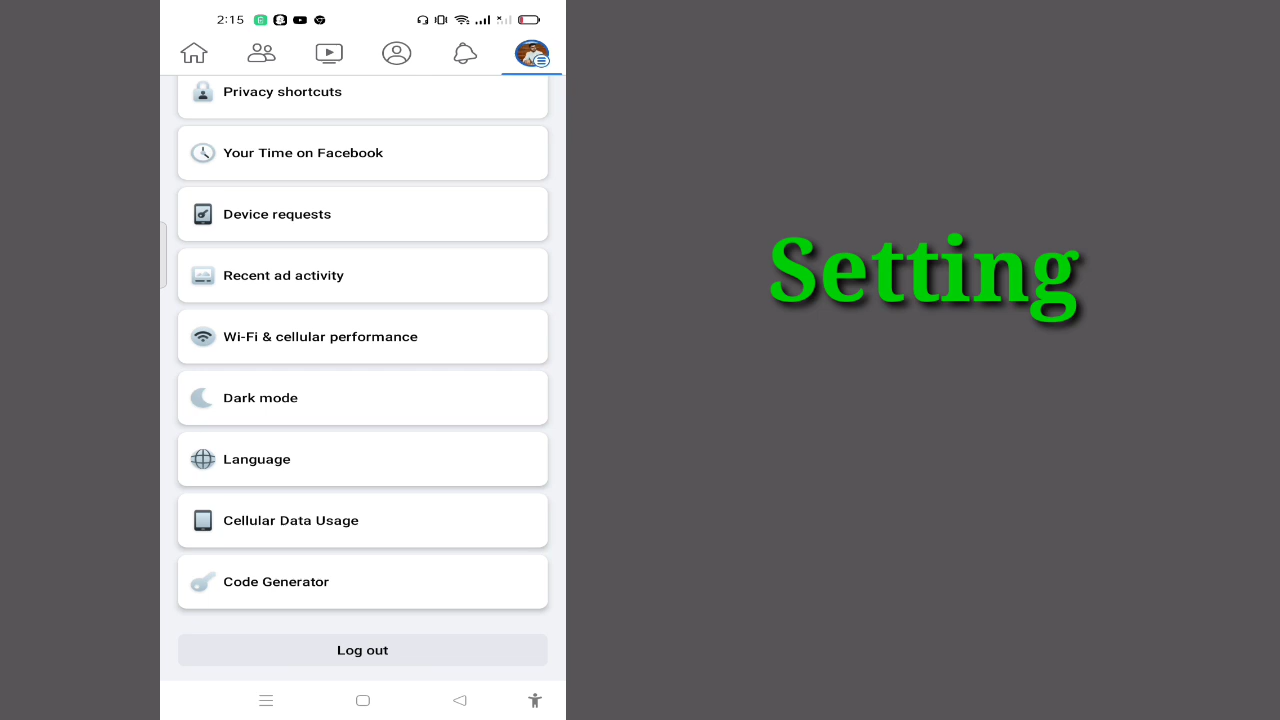 2:15
Privacy shortcuts
Your Time on Facebook
Device requests
Recent ad activity
Wi-Fi & cellular performance
Dark mode
Language
Cellular Data Usage
Code Generator
Log out
Setting